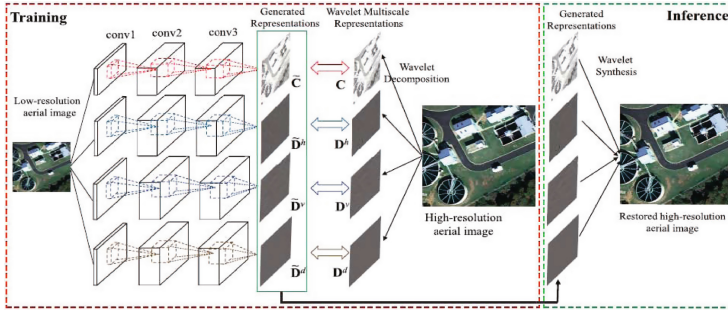 Training
conv1 conv2 conv3
Generated
Representations
Wavelet Multiscale
Representations
Low-resolution
aerial image
Wavelet
Decomposition
C̃ C
D̃ʰ Dʰ
D̃ᵛ Dᵛ
D̃ᵈ Dᵈ
High-resolution
aerial image
Inference
Generated
Representations
Wavelet
Synthesis
Restored high-resolution
aerial image